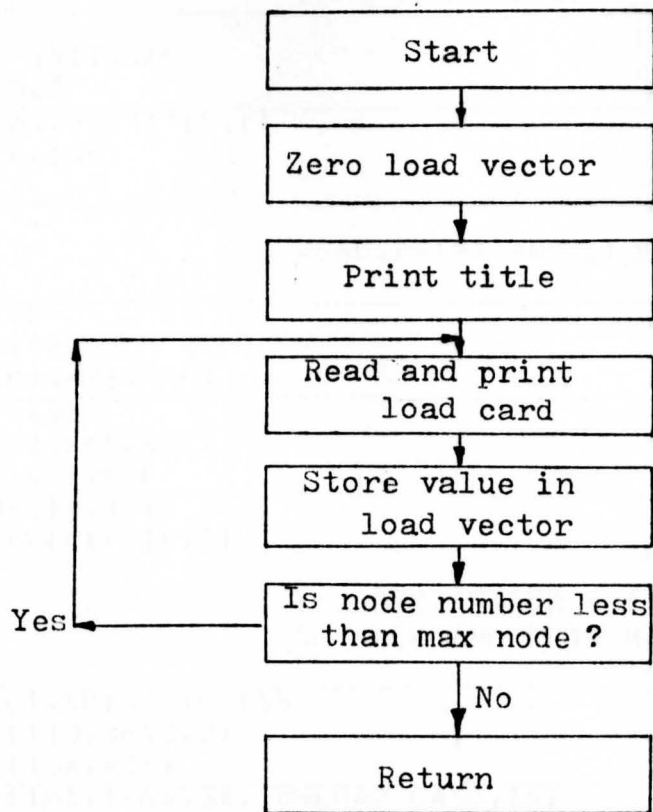 Start
Zero load vector
Print title
Read and print
load card
Store value in
load vector
Is node number less
than max node?
Yes
No
Return